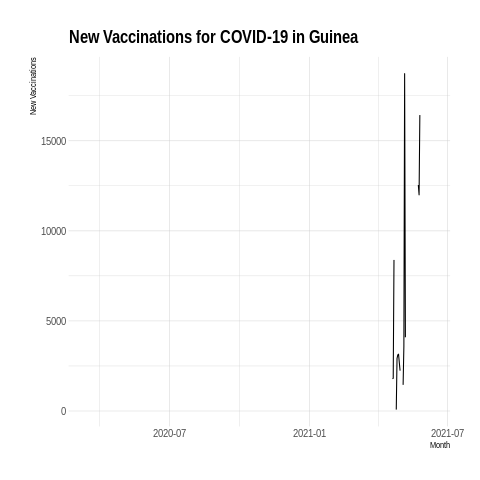 New Vaccinations for COVID-19 in Guinea
New Vaccinations
15000
10000
5000
0
2020-07 2021-01 2021-07
Month